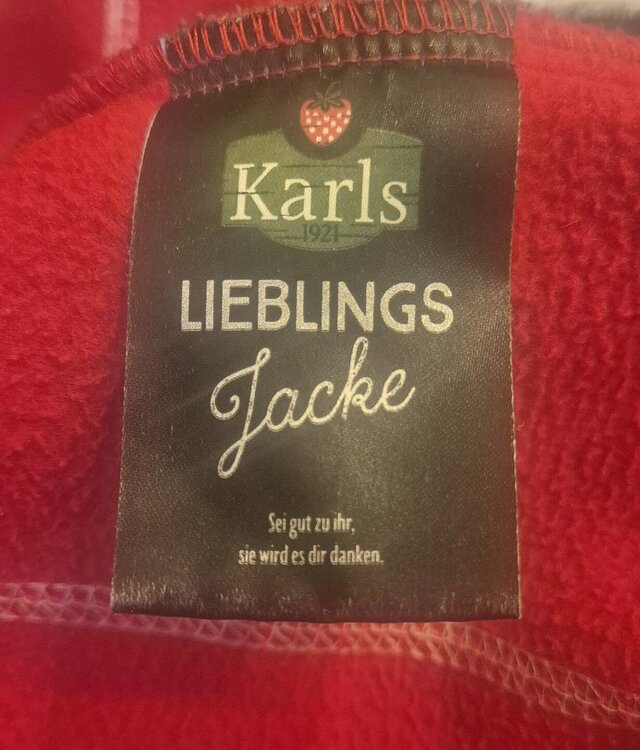 Karls
1921
LIEBLINGS
Jacke
Sei gut zu ihr,
sie wird es dir danken.